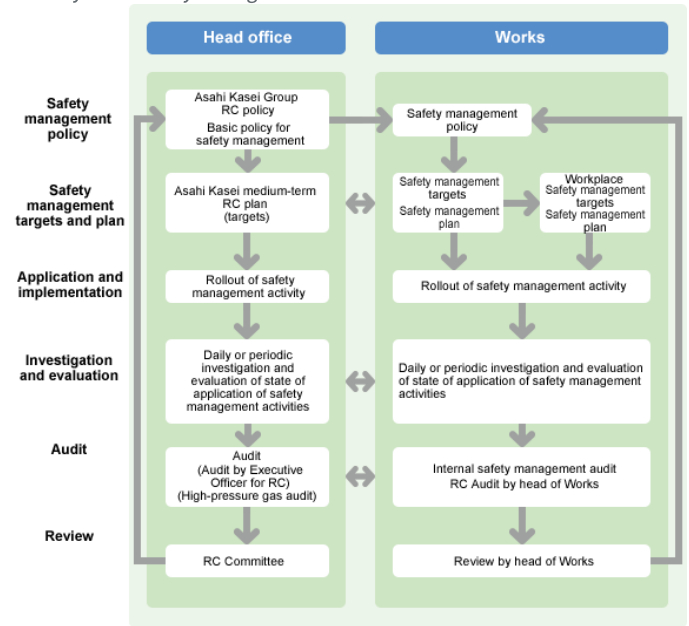 Head office
Works
Safety
management
policy
Asahi Kasei Group
RC policy
Basic policy for
safety management
Safety management
policy
Safety
management
targets and plan
Asahi Kasei medium-term
RC plan
(targets)
Safety management
targets
Safety management
plan
Workplace
Safety management
targets
Safety management
plan
Application and
implementation
Rollout of safety
management activity
Rollout of safety management activity
Investigation
and evaluation
Daily or periodic
investigation and
evaluation of state of
application of safety
management activities
Daily or periodic investigation and evaluation
of state of application of safety management
activities
Audit
Audit
(Audit by Executive
Officer for RC)
(High-pressure gas audit)
Internal safety management audit
RC Audit by head of Works
Review
RC Committee
Review by head of Works